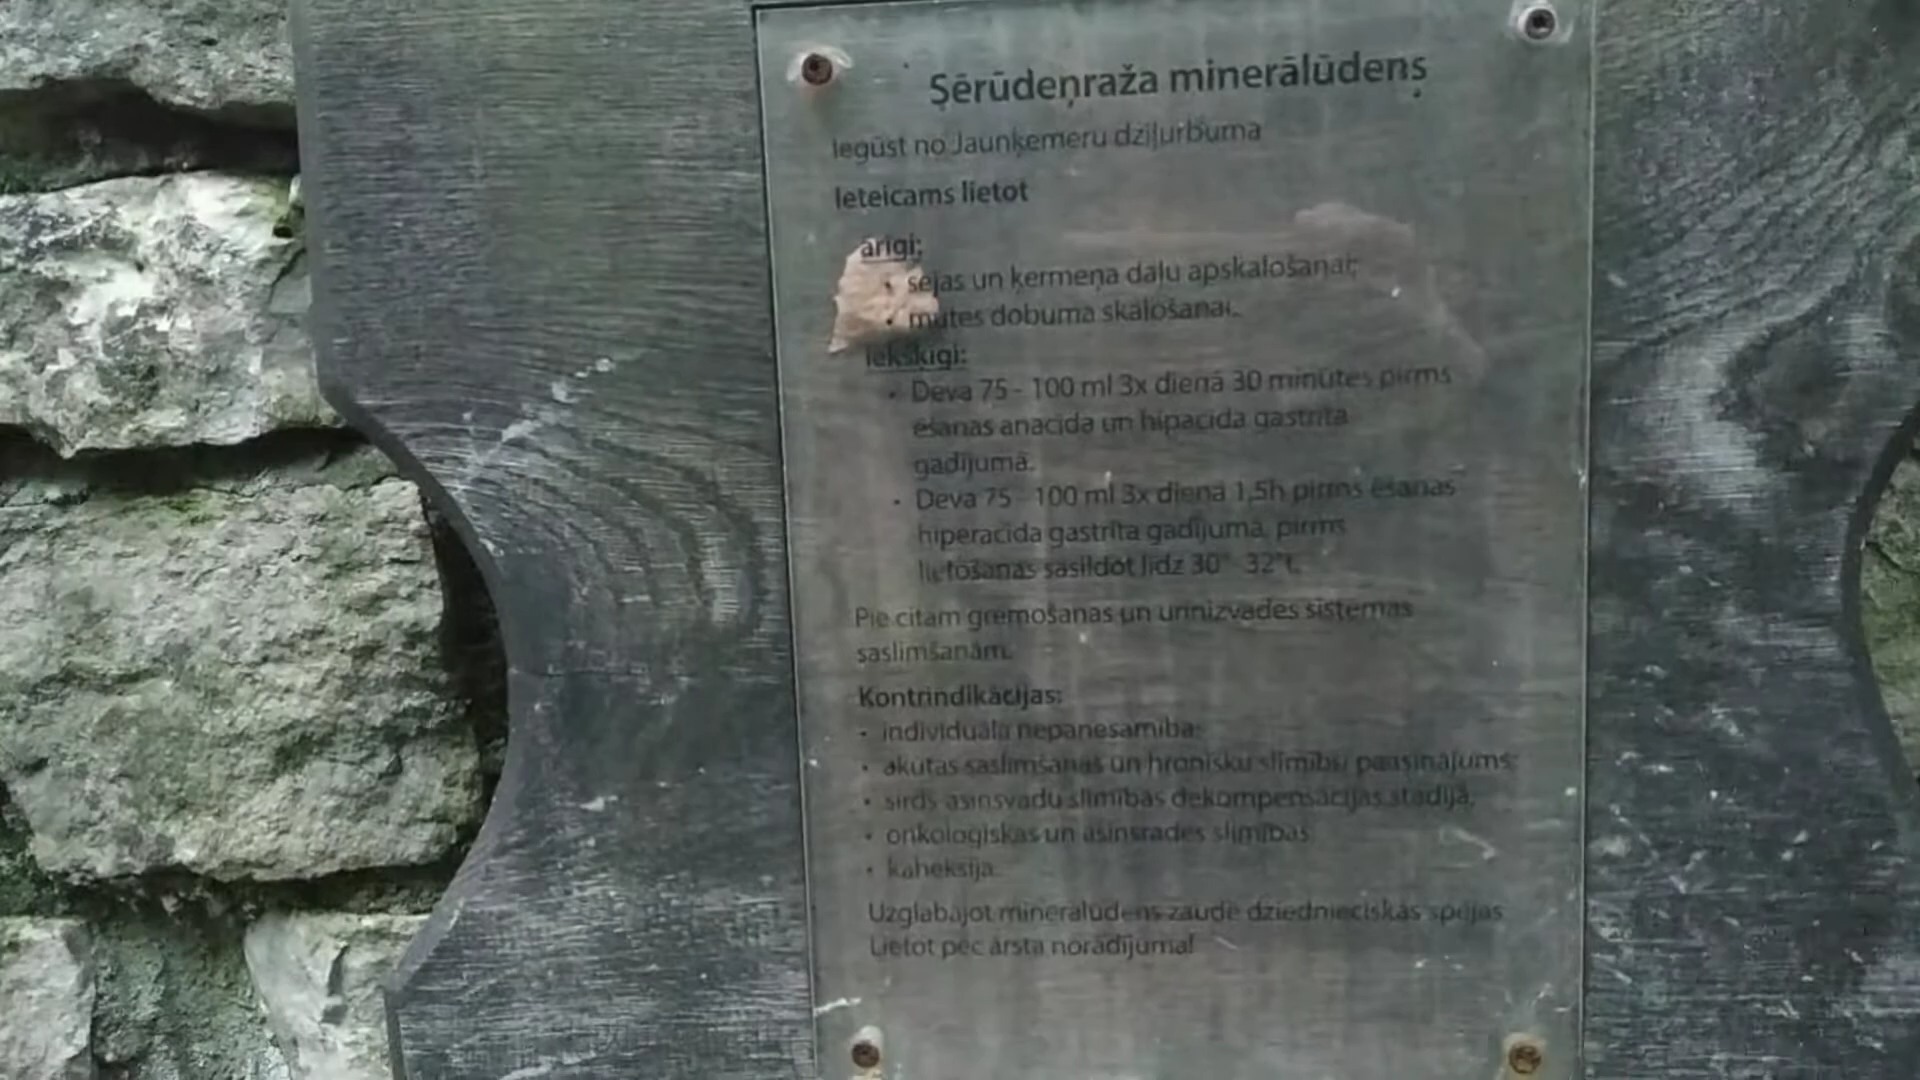 Sērūdeņraža minerālūdens
Iegūst no Jaunķemeru dziļurbuma
Ieteicams lietot
ārīgi:
• sejas un ķermeņa daļu apskalošanai;
• mutes dobuma skalošanai.
Iekšķīgi:
• Deva 75 - 100 ml 3x dienā 30 minūtes pirms
ēšanas anacīda un hipacīda gastrīta
gadījumā.
• Deva 75 - 100 ml 3x dienā 1,5h pirms ēšanas
hiperacīda gastrīta gadījumā, pirms
lietošanas sasildot līdz 30° - 32°t.
Pie citām gremošanas un urīnizvades sistēmas
saslimšanām.
Kontrindikācijas:
• individuāla nepanesamība;
• akūtas saslimšanas un hronisku slimību paasinājums;
• sirds asinsvadu slimības dekompensācijas stadijā;
• onkoloģiskas un asinsrades slimības
• kaheksija.
Uzglabājot minerālūdens zaudē dziednieciskās spējas
Lietot pēc ārsta norādījuma!